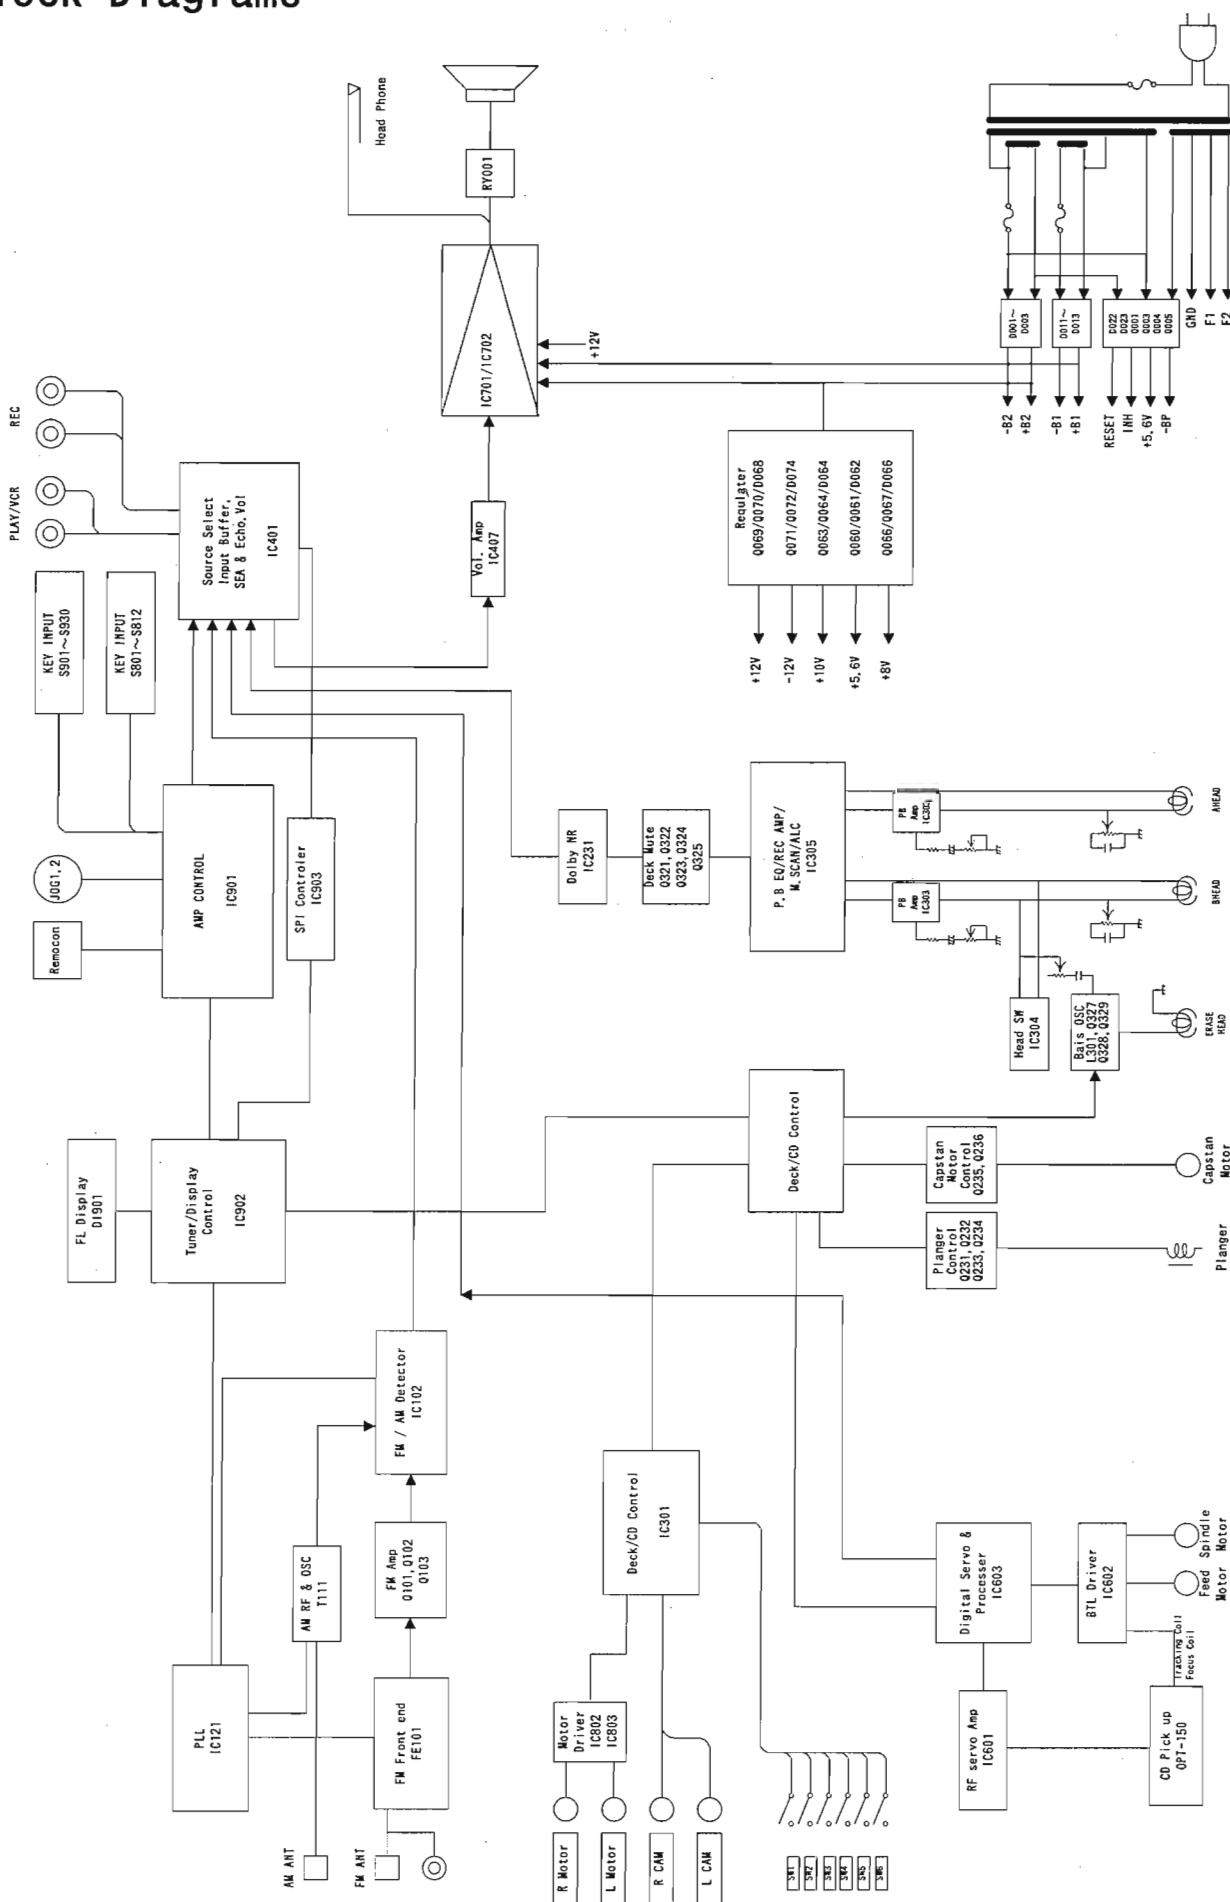 Diagrams
Head Phone
RY001
IC701/IC702
+12V
REC
PLAY/VCR
Source Select
Input Buffer,
SEA & Echo, Vol
IC401
Vol. Amp
IC407
KEY INPUT
S901~S930
KEY INPUT
S801~S812
JOG1,2
Remocon
AMP CONTROL
IC901
SPI Controler
IC903
FL Display
DI901
Tuner/Display
Control
IC902
D001~
D003
D011~
D013
D022
D023
Q001
Q003
Q004
Q005
-B2
+B2
-B1
+B1
RESET
INH
+5.6V
-BP
GND
F1
F2
Requlater
Q069/Q070/D068
Q071/Q072/D074
Q063/Q064/D064
Q060/Q061/D062
Q066/Q067/D066
+12V
-12V
+10V
+5.6V
+8V
Dolby NR
IC231
Deck Mute
Q321, Q322
Q323, Q324
Q325
P.B EQ/REC AMP/
M.SCAN/ALC
IC305
PB
Amp
PB
Amp
IC303
AHEAD
BHEAD
Head SW
IC304
Bais OSC
L301, Q327
Q328, Q329
ERASE
HEAD
Deck/CD Control
Capstan
Motor
Control
Q235, Q236
Capstan
Motor
Planger
Control
Q231, Q232
Q233, Q234
Planger
FM / AM Detector
IC102
FM Amp
Q101, Q102
Q103
AM RF & OSC
T111
PLL
IC121
FM Front end
FE101
AM ANT
FM ANT
Deck/CD Control
IC301
Motor
Driver
IC802
IC803
R Motor
L Motor
R CAM
L CAM
SW1
SW2
SW3
SW4
SW5
SW6
Digital Servo &
Processer
IC603
BTL Driver
IC602
Spindle
Motor
Feed
Motor
Tracking Coil
Focus Coil
RF servo Amp
IC601
CD Pick up
OPT-150